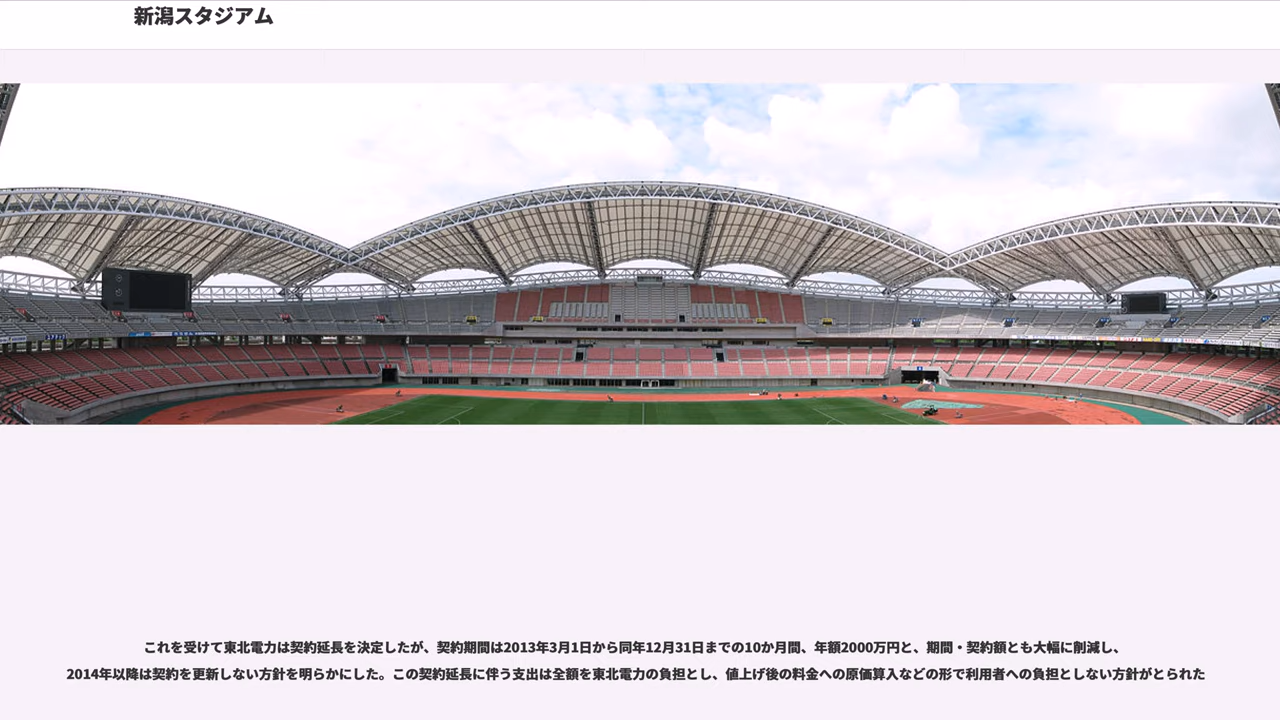 新潟スタジアム
これを受けて東北電力は契約延長を決定したが、契約期間は2013年3月1日から同年12月31日までの10か月間、年額2000万円と、期間・契約額とも大幅に削減し、
2014年以降は契約を更新しない方針を明らかにした。この契約延長に伴う支出は全額を東北電力の負担とし、値上げ後の料金への原価算入などの形で利用者への負担としない方針がとられた